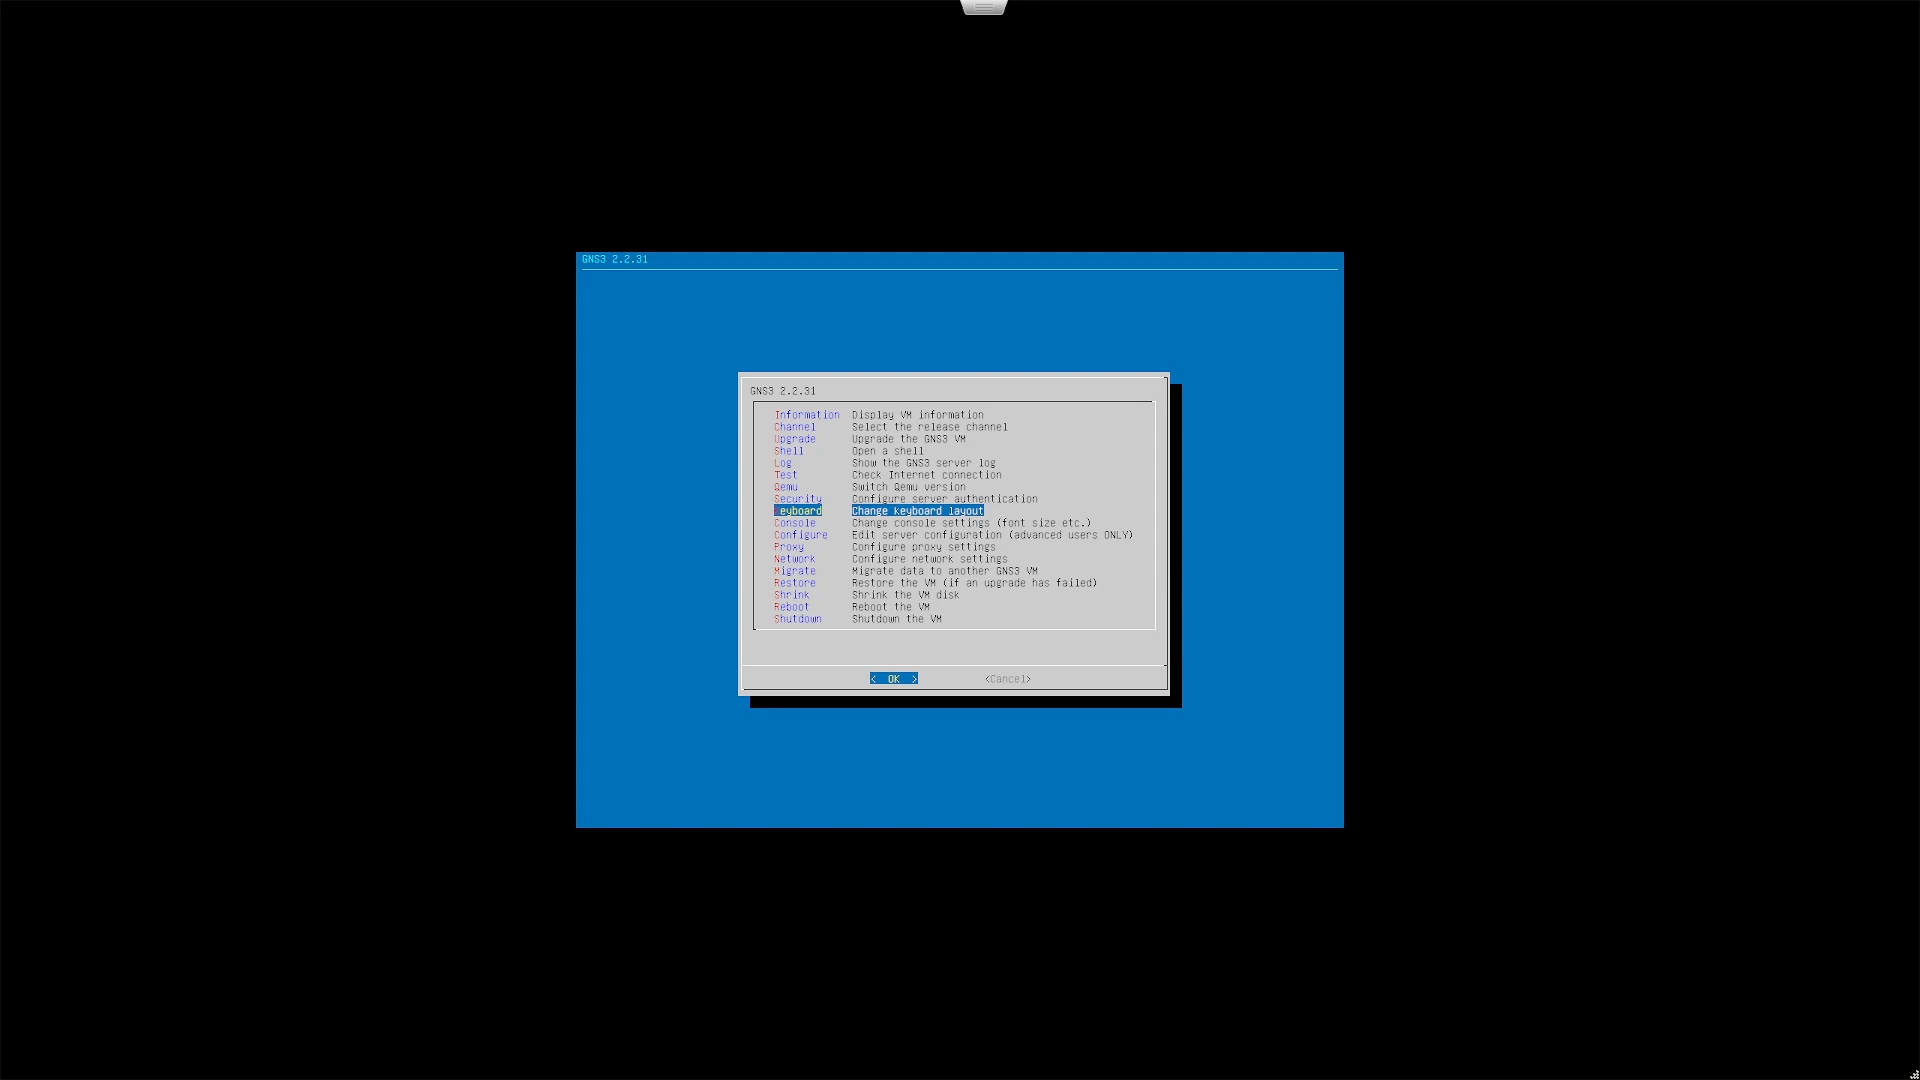 GNS3 2.2.31
GNS3 2.2.31
Information Display VM information
Channel Select the release channel
Upgrade Upgrade the GNS3 VM
Shell Open a shell
Log Show the GNS3 server log
Test Check Internet connection
Qemu Switch Qemu version
Security Configure server authentication
Keyboard Change keyboard layout
Console Change console settings (font size etc.)
Configure Edit server configuration (advanced users ONLY)
Proxy Configure proxy settings
Network Configure network settings
Migrate Migrate data to another GNS3 VM
Restore Restore the VM (if an upgrade has failed)
Shrink Shrink the VM disk
Reboot Reboot the VM
Shutdown Shutdown the VM
< OK > <Cancel>